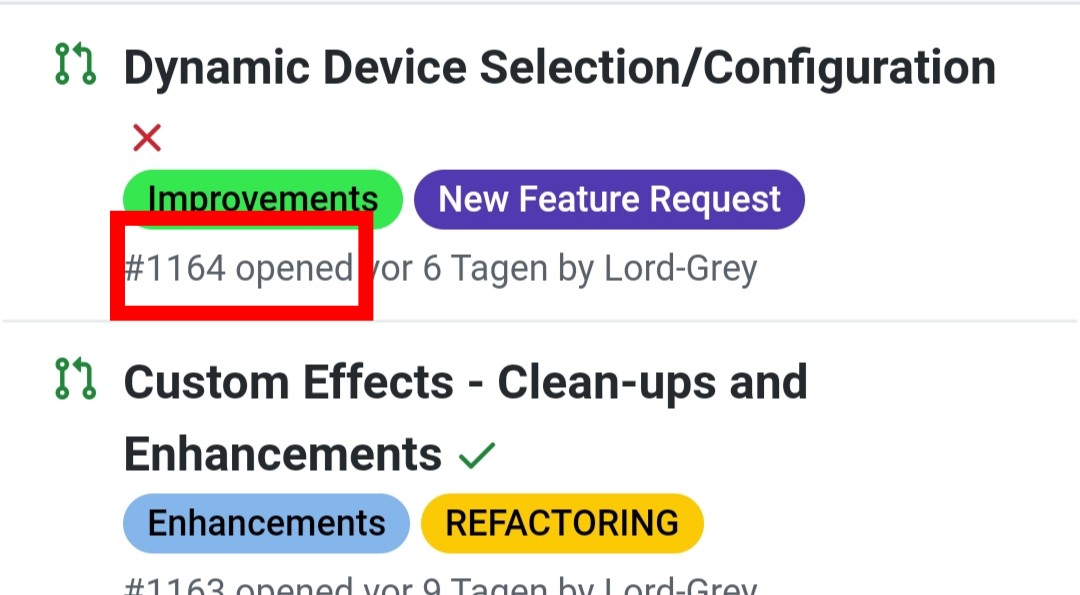 Dynamic Device Selection/Configuration
Improvements New Feature Request
#1164 opened vor 6 Tagen by Lord-Grey
Custom Effects - Clean-ups and
Enhancements
Enhancements REFACTORING
#1163 opened vor 9 Tagen by Lord-Grey